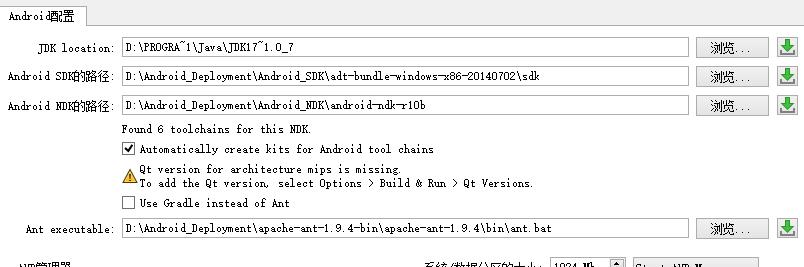 Android配置
JDK location: D:\PROGRA~1\Java\JDK17~1.0_7 浏览...
Android SDK的路径: D:\Android_Deployment\Android_SDK\adt-bundle-windows-x86-20140702\sdk 浏览...
Android NDK的路径: D:\Android_Deployment\Android_NDK\android-ndk-r10b 浏览...
Found 6 toolchains for this NDK.
Automatically create kits for Android tool chains
Qt version for architecture mips is missing.
To add the Qt version, select Options > Build & Run > Qt Versions.
Use Gradle instead of Ant
Ant executable: D:\Android_Deployment\apache-ant-1.9.4-bin\apache-ant-1.9.4\bin\ant.bat 浏览...